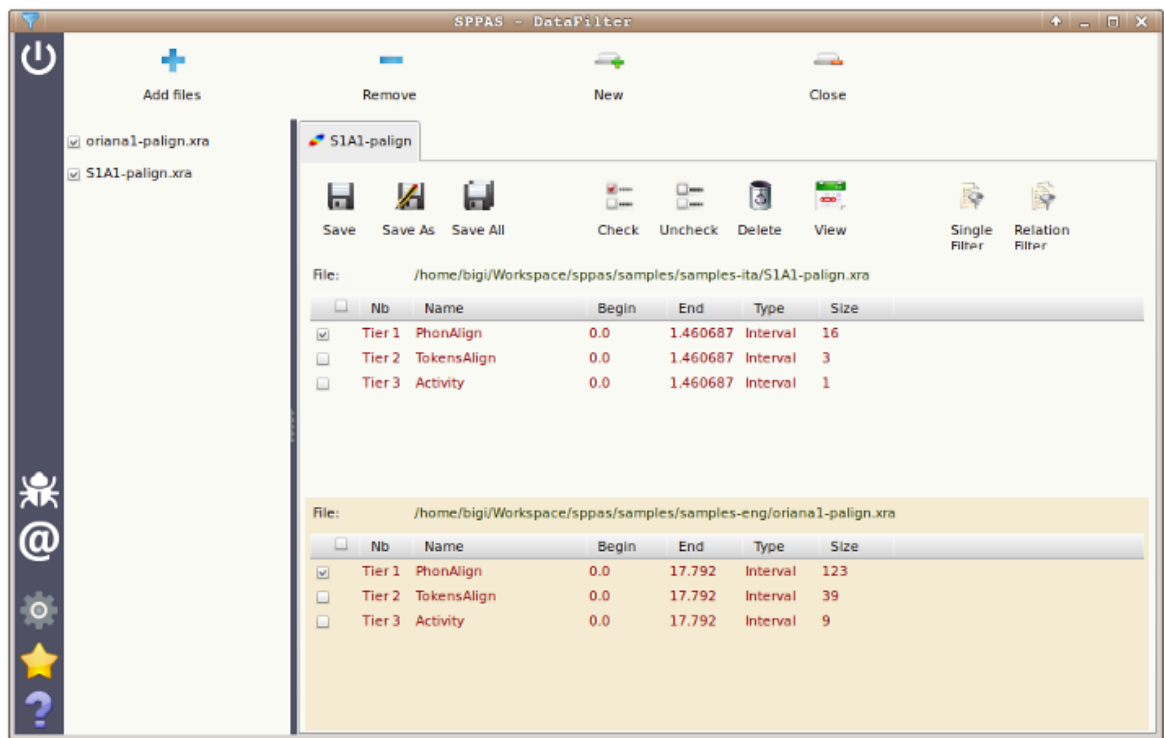 SPPAS - DataFilter
Add files Remove New Close
oriana1-palign.xra
S1A1-palign.xra
S1A1-palign
Save Save As Save All Check Uncheck Delete View Single Filter Relation Filter
File: /home/bigi/Workspace/sppas/samples/samples-ita/S1A1-palign.xra
Nb Name Begin End Type Size
Tier 1 PhonAlign 0.0 1.460687 Interval 16
Tier 2 TokensAlign 0.0 1.460687 Interval 3
Tier 3 Activity 0.0 1.460687 Interval 1
File: /home/bigi/Workspace/sppas/samples/samples-eng/oriana1-palign.xra
Nb Name Begin End Type Size
Tier 1 PhonAlign 0.0 17.792 Interval 123
Tier 2 TokensAlign 0.0 17.792 Interval 39
Tier 3 Activity 0.0 17.792 Interval 9